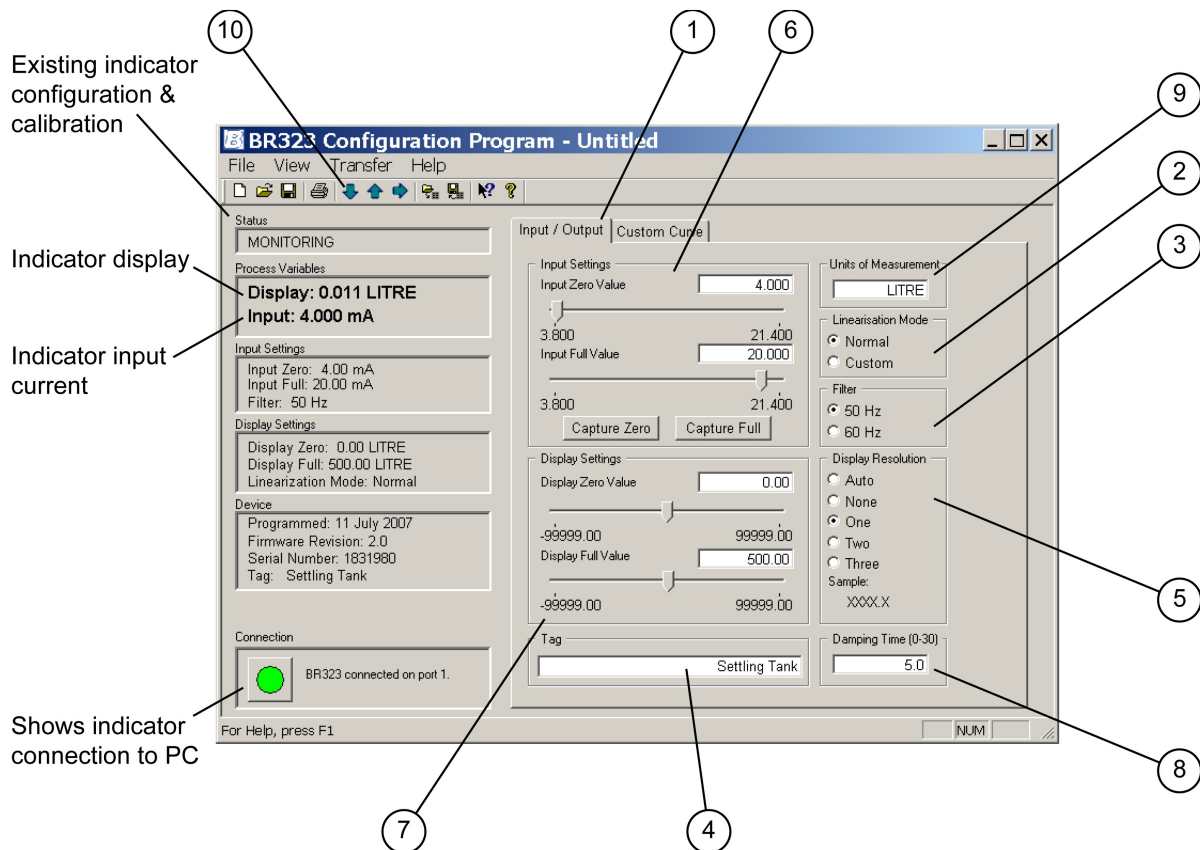 10
1
6
Existing indicator
configuration &
calibration
9
BR323 Configuration Program - Untitled
File View Transfer Help
2
Status
MONITORING
Input / Output
Custom Curve
3
Indicator display
Process Variables
Display: 0.011 LITRE
Input: 4.000 mA
Indicator input
current
Input Settings
Input Zero: 4.00 mA
Input Full: 20.00 mA
Filter: 50 Hz
Display Settings
Display Zero: 0.00 LITRE
Display Full: 500.00 LITRE
Linearization Mode: Normal
Device
Programmed: 11 July 2007
Firmware Revision: 2.0
Serial Number: 1831980
Tag: Settling Tank
Connection
BR323 connected on port 1.
Shows indicator
connection to PC
Input Settings
Input Zero Value
4.000
3.800
21.400
Input Full Value
20.000
3.800
21.400
Capture Zero
Capture Full
Display Settings
Display Zero Value
0.00
-99999.00
99999.00
Display Full Value
500.00
-99999.00
99999.00
Tag
Settling Tank
Units of Measurement
LITRE
Linearisation Mode
Normal
Custom
Filter
50 Hz
60 Hz
Display Resolution
Auto
None
One
Two
Three
Sample:
XXXX.X
5
Damping Time (0-30)
5.0
For Help, press F1
NUM
8
7
4